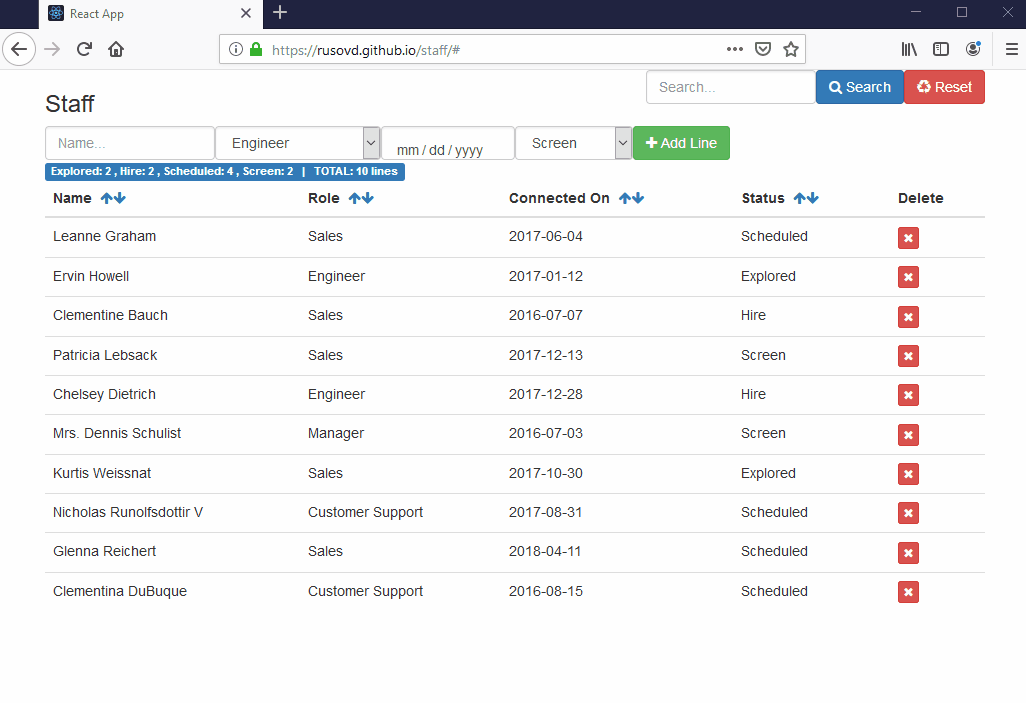 React App
https://rusovd.github.io/staff/#
Search... Search Reset
Staff
Name... Engineer mm / dd / yyyy Screen Add Line
Explored: 2 , Hire: 2 , Scheduled: 4 , Screen: 2 | TOTAL: 10 lines
Name Role Connected On Status Delete
Leanne Graham Sales 2017-06-04 Scheduled
Ervin Howell Engineer 2017-01-12 Explored
Clementine Bauch Sales 2016-07-07 Hire
Patricia Lebsack Sales 2017-12-13 Screen
Chelsey Dietrich Engineer 2017-12-28 Hire
Mrs. Dennis Schulist Manager 2016-07-03 Screen
Kurtis Weissnat Sales 2017-10-30 Explored
Nicholas Runolfsdottir V Customer Support 2017-08-31 Scheduled
Glenna Reichert Sales 2018-04-11 Scheduled
Clementina DuBuque Customer Support 2016-08-15 Scheduled